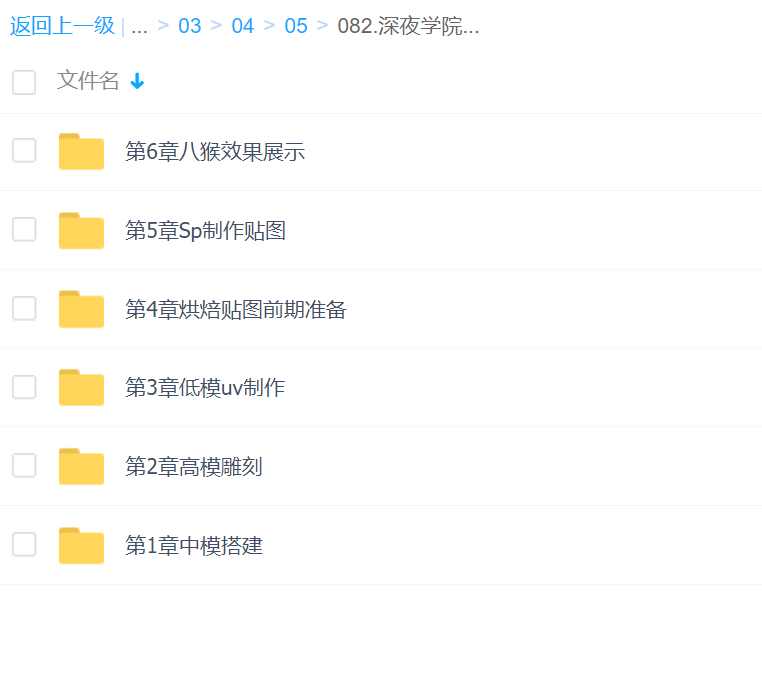 返回上一级 | ... > 03 > 04 > 05 > 082.深夜学院...
文件名
第6章八猴效果展示
第5章Sp制作贴图
第4章烘焙贴图前期准备
第3章低模uv制作
第2章高模雕刻
第1章中模搭建